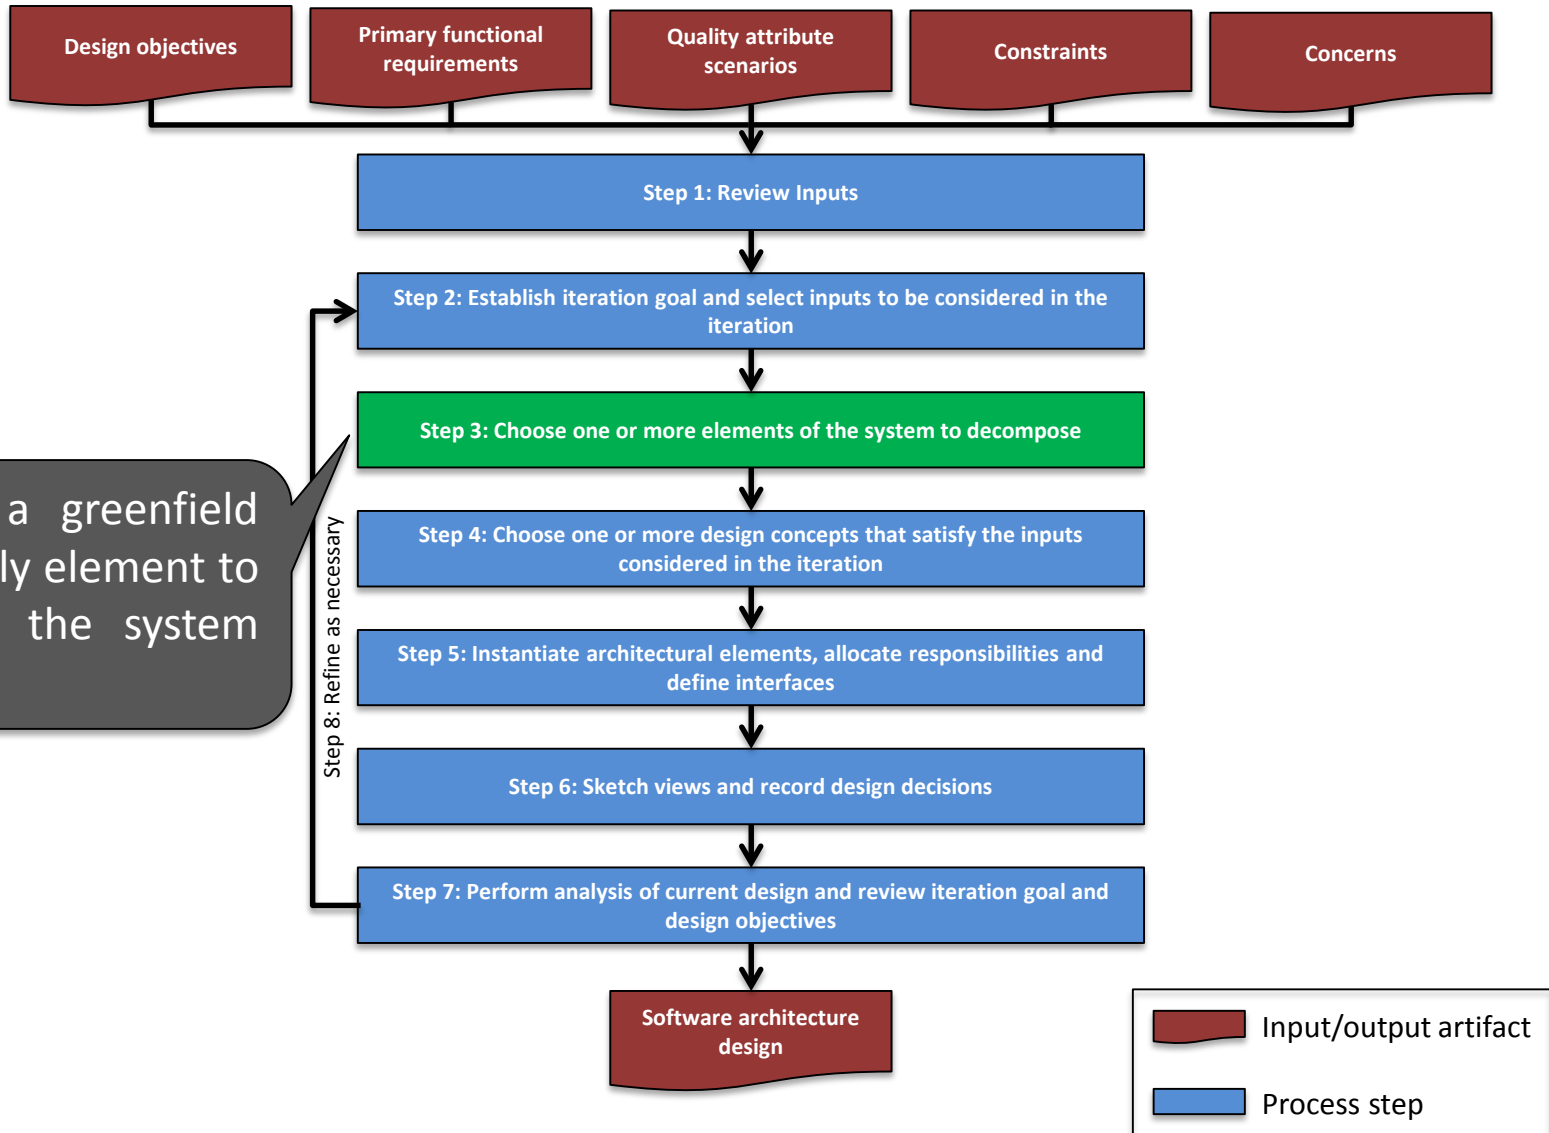 Design objectives
Primary functional
requirements
Quality attribute
scenarios
Constraints
Concerns
Step 1: Review Inputs
Step 2: Establish iteration goal and select inputs to be considered in the
iteration
Step 3: Choose one or more elements of the system to decompose
a greenfield
ly element to
the system
Step 8: Refine as necessary
Step 4: Choose one or more design concepts that satisfy the inputs
considered in the iteration
Step 5: Instantiate architectural elements, allocate responsibilities and
define interfaces
Step 6: Sketch views and record design decisions
Step 7: Perform analysis of current design and review iteration goal and
design objectives
Software architecture
design
Input/output artifact
Process step